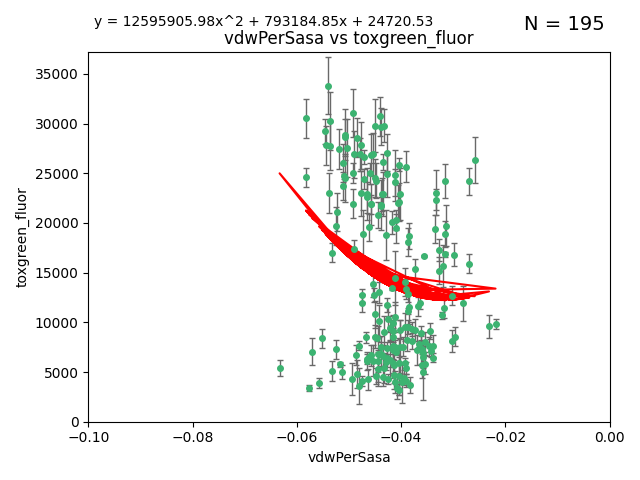 y = 12595905.98x^2 + 793184.85x + 24720.53
N = 195
vdwPerSasa vs toxgreen_fluor
35000
30000
25000
20000
15000
10000
5000
0
toxgreen_fluor
−0.10 −0.08 −0.06 −0.04 −0.02 0.00
vdwPerSasa